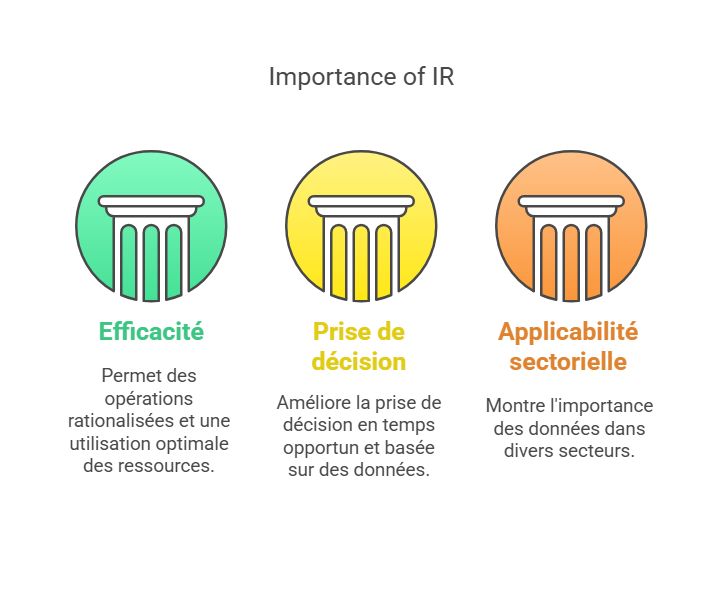 Importance of IR
Efficacité
Permet des
opérations
rationalisées et une
utilisation optimale
des ressources.
Prise de
décision
Améliore la prise de
décision en temps
opportun et basée
sur des données.
Applicabilité
sectorielle
Montre l'importance
des données dans
divers secteurs.